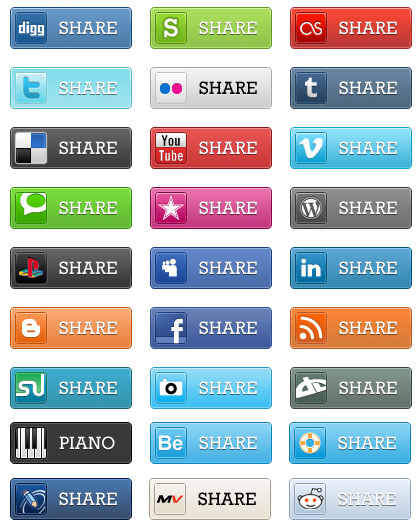 digg SHARE S SHARE as SHARE
t SHARE SHARE t SHARE
SHARE You Tube SHARE V SHARE
SHARE SHARE W SHARE
SHARE SHARE in SHARE
B SHARE f SHARE SHARE
SU SHARE SHARE SHARE
PIANO Bē SHARE SHARE
SHARE MV SHARE SHARE